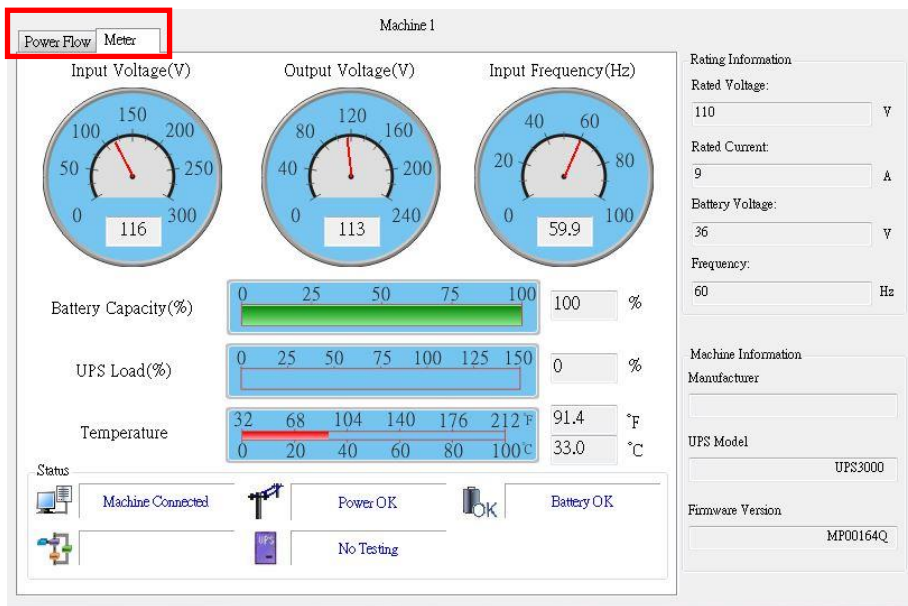 Machine 1
Power Flow Meter
Input Voltage(V)
0 50 100 150 200 250 300
116
Output Voltage(V)
0 40 80 120 160 200 240
113
Input Frequency(Hz)
0 20 40 60 80 100
59.9
Battery Capacity(%)
0 25 50 75 100
100 %
UPS Load(%)
0 25 50 75 100 125 150
0 %
Temperature
32 68 104 140 176 212 °F
0 20 40 60 80 100 °C
91.4 °F
33.0 °C
Status
Machine Connected
Power OK
OK
Battery OK
UPS
No Testing
Rating Information
Rated Voltage:
110 V
Rated Current:
9 A
Battery Voltage:
36 V
Frequency:
60 Hz
Machine Information
Manufacturer
UPS Model
UPS3000
Firmware Version
MP00164Q